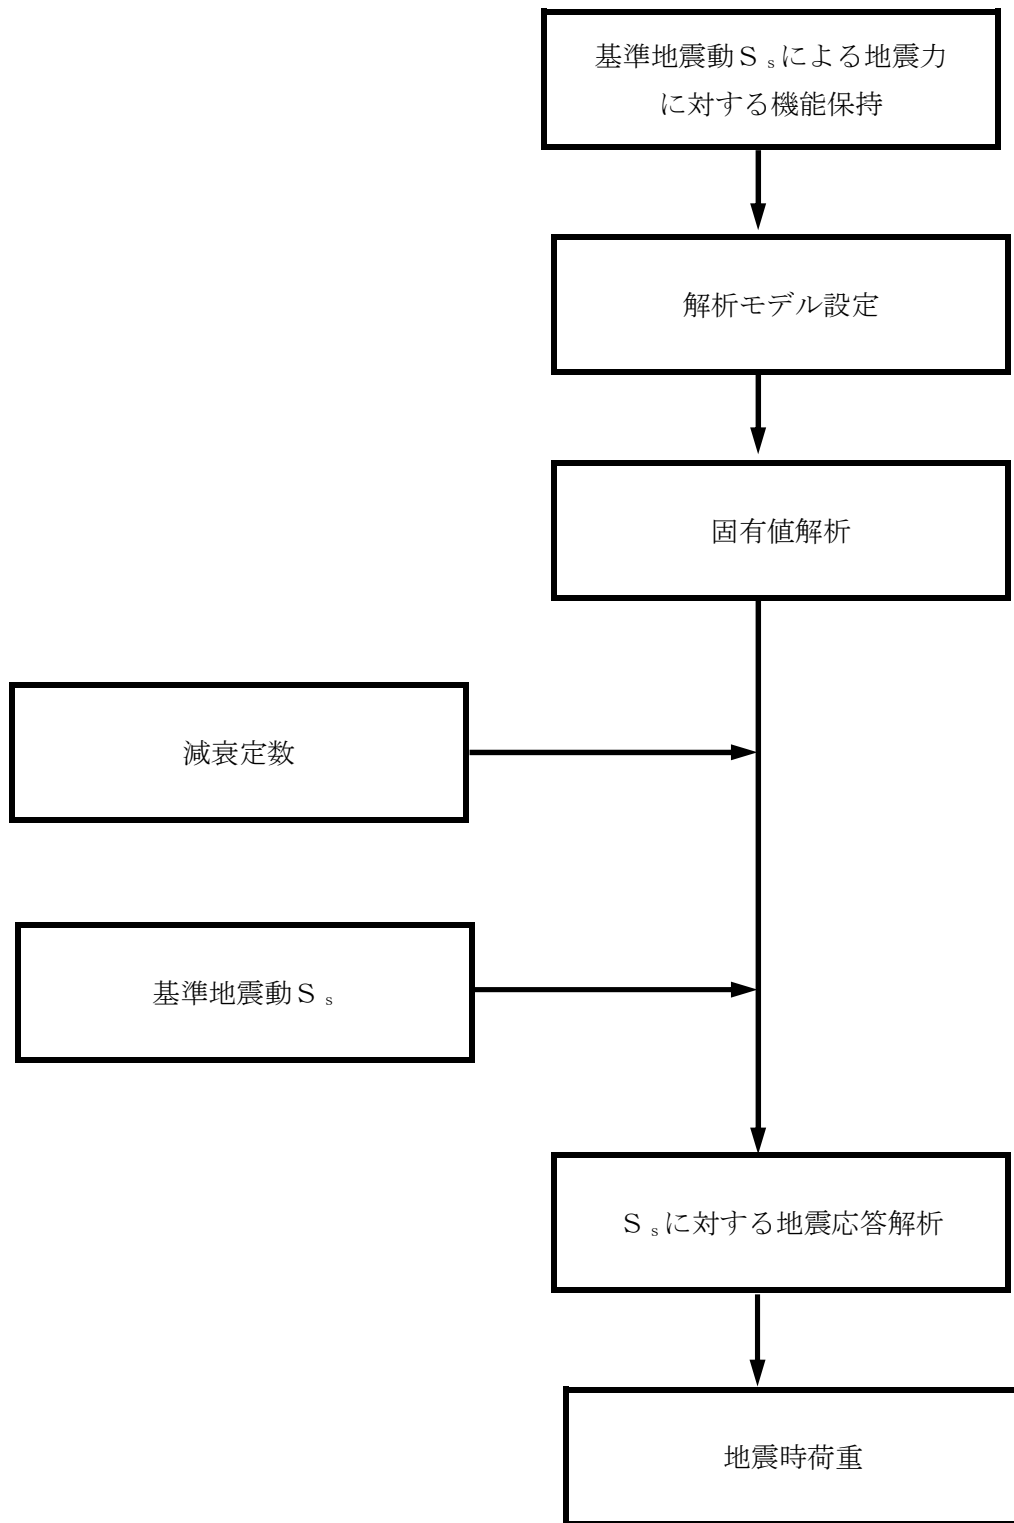 基準地震動Ｓｓによる地震力
に対する機能保持
解析モデル設定
固有値解析
減衰定数
基準地震動Ｓｓ
Ｓｓに対する地震応答解析
地震時荷重